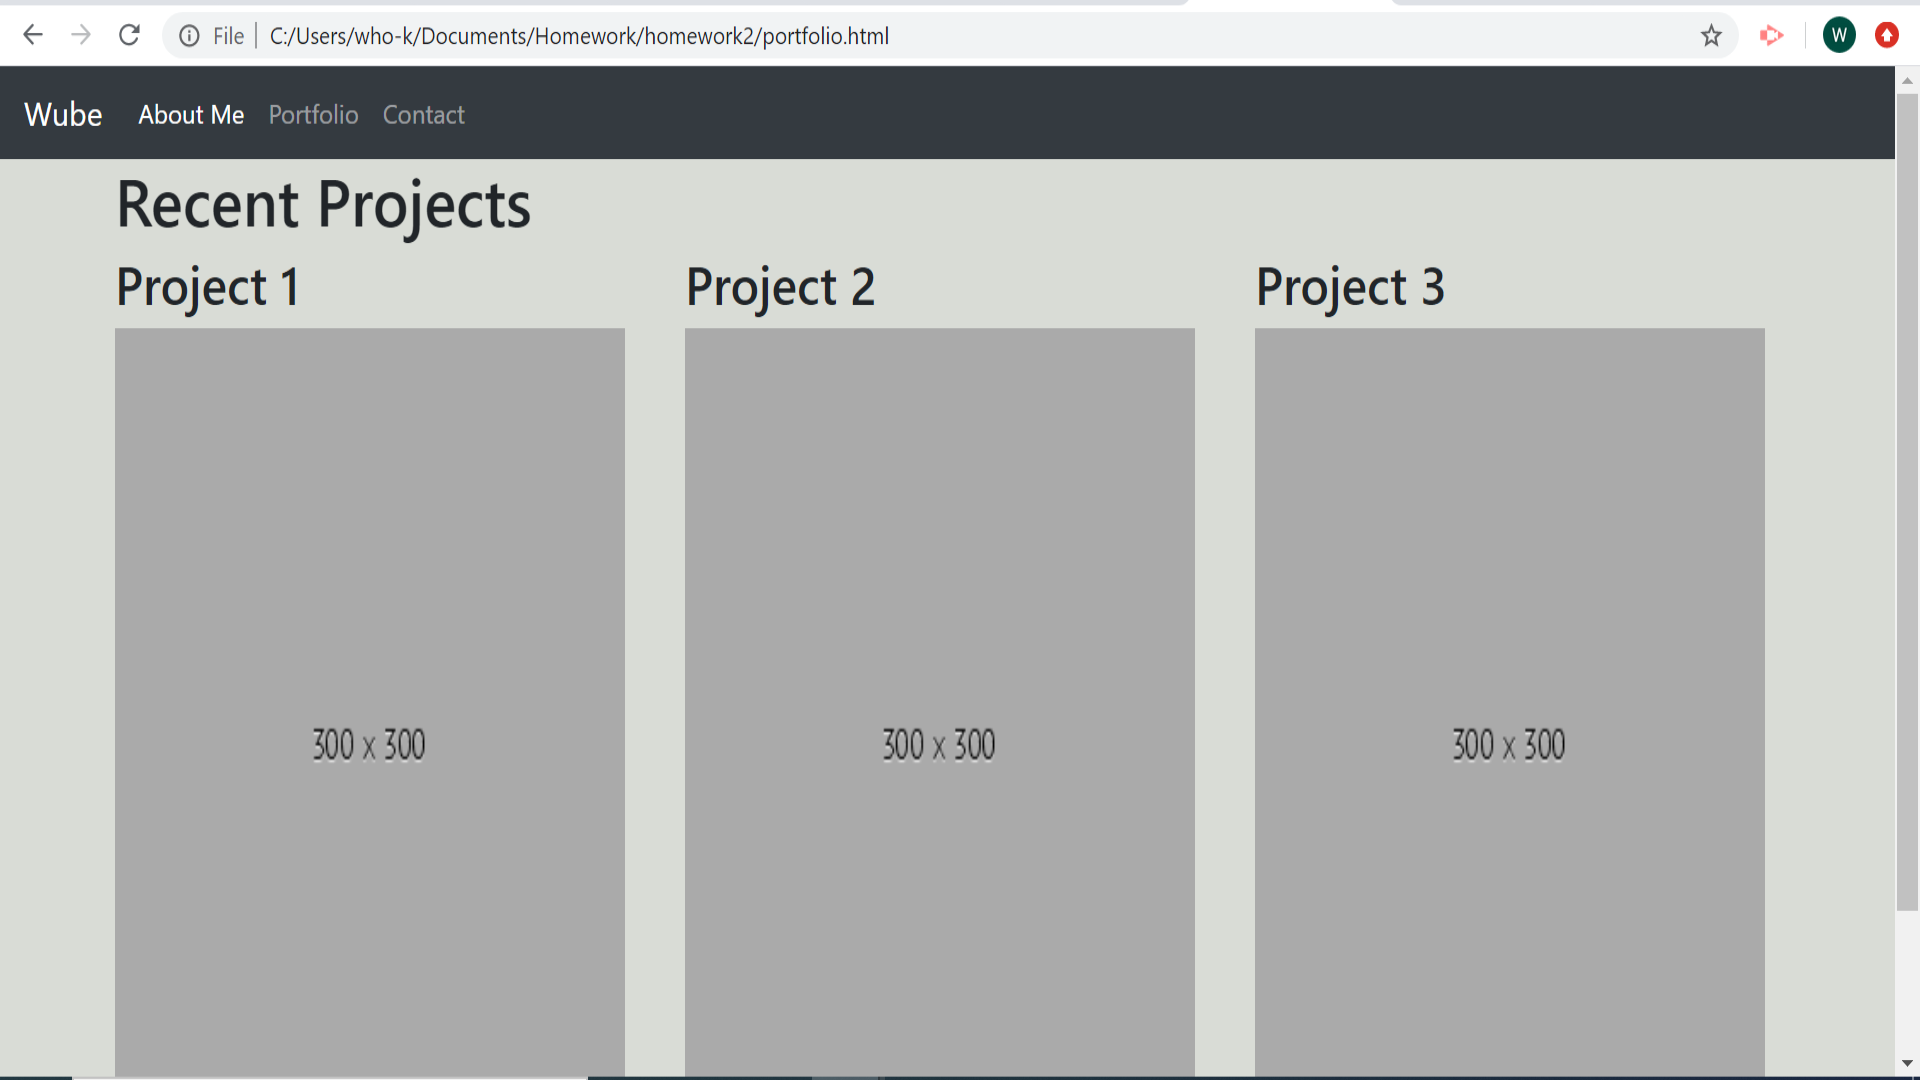 File C:/Users/who-k/Documents/Homework/homework2/portfolio.html W
Wube About Me Portfolio Contact
Recent Projects
Project 1 Project 2 Project 3
300 x 300 300 x 300 300 x 300